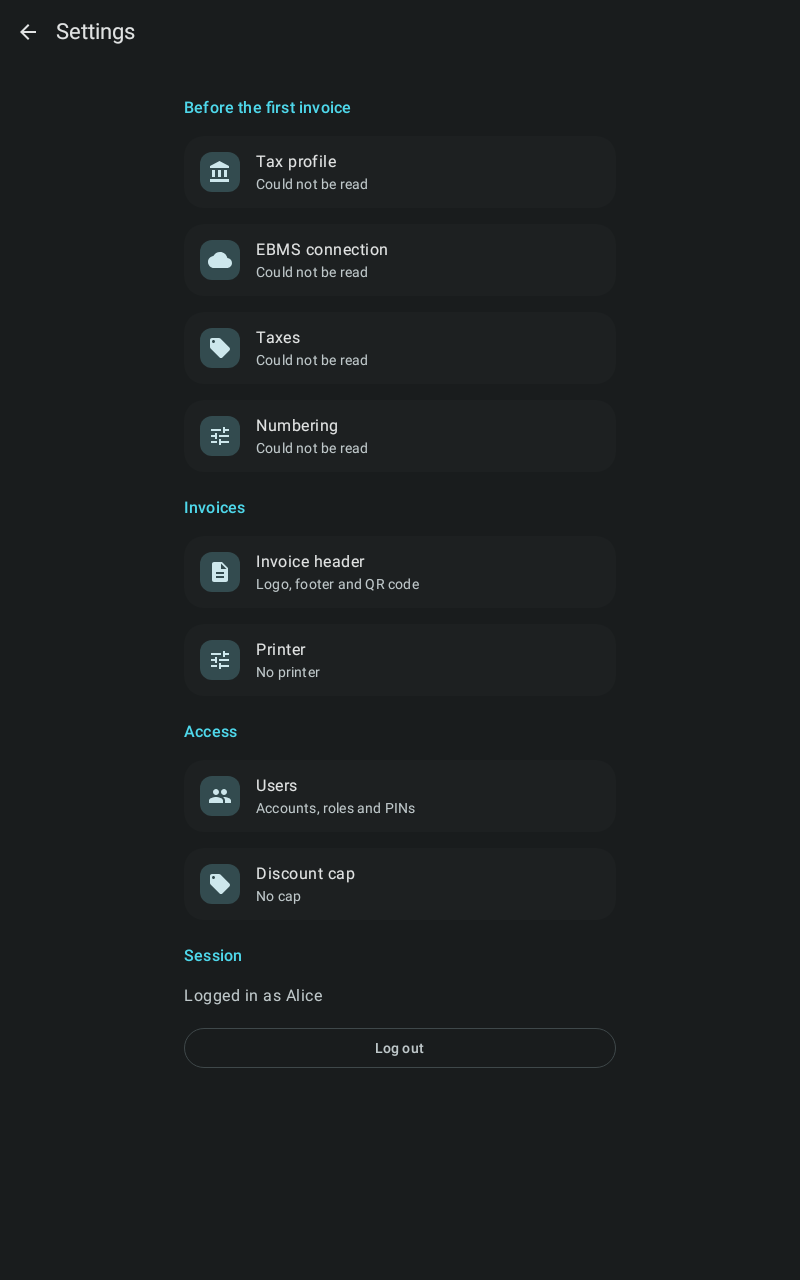 Settings
Before the first invoice
Tax profile
Could not be read
EBMS connection
Could not be read
Taxes
Could not be read
Numbering
Could not be read
Invoices
Invoice header
Logo, footer and QR code
Printer
No printer
Access
Users
Accounts, roles and PINs
Discount cap
No cap
Session
Logged in as Alice
Log out